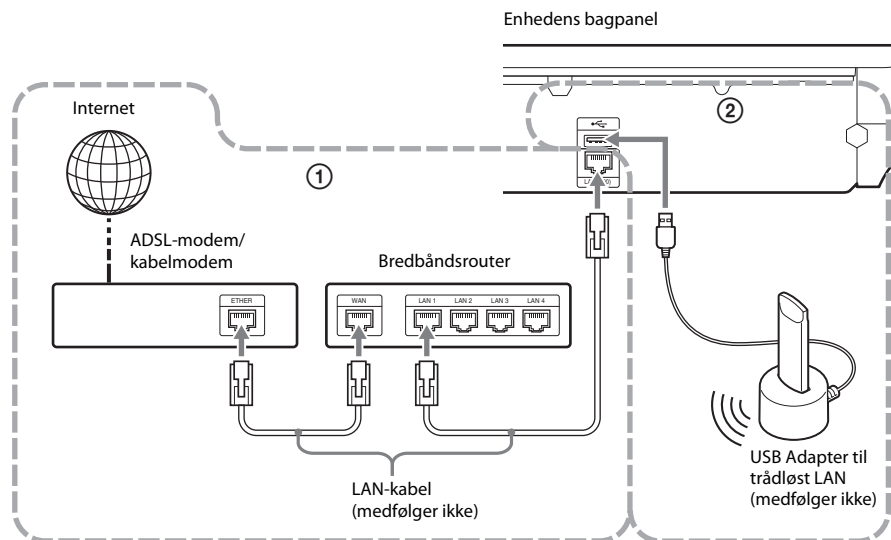 Enhedens bagpanel
Internet
②
①
ADSL-modem/
kabelmodem
Bredbåndsrouter
ETHER
WAN
LAN 1
LAN 2
LAN 3
LAN 4
LAN-kabel
(medfølger ikke)
USB Adapter til
trådløst LAN
(medfølger ikke)